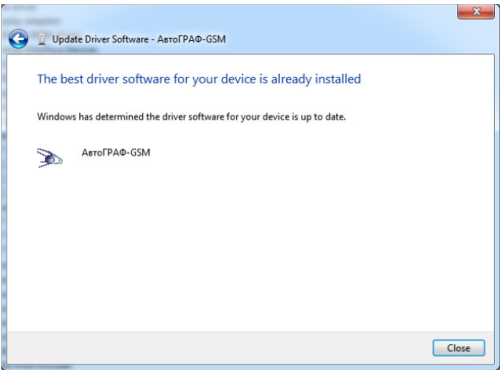 Update Driver Software - АвтоГРАФ-GSM
The best driver software for your device is already installed
Windows has determined the driver software for your device is up to date.
АвтоГРАФ-GSM
Close